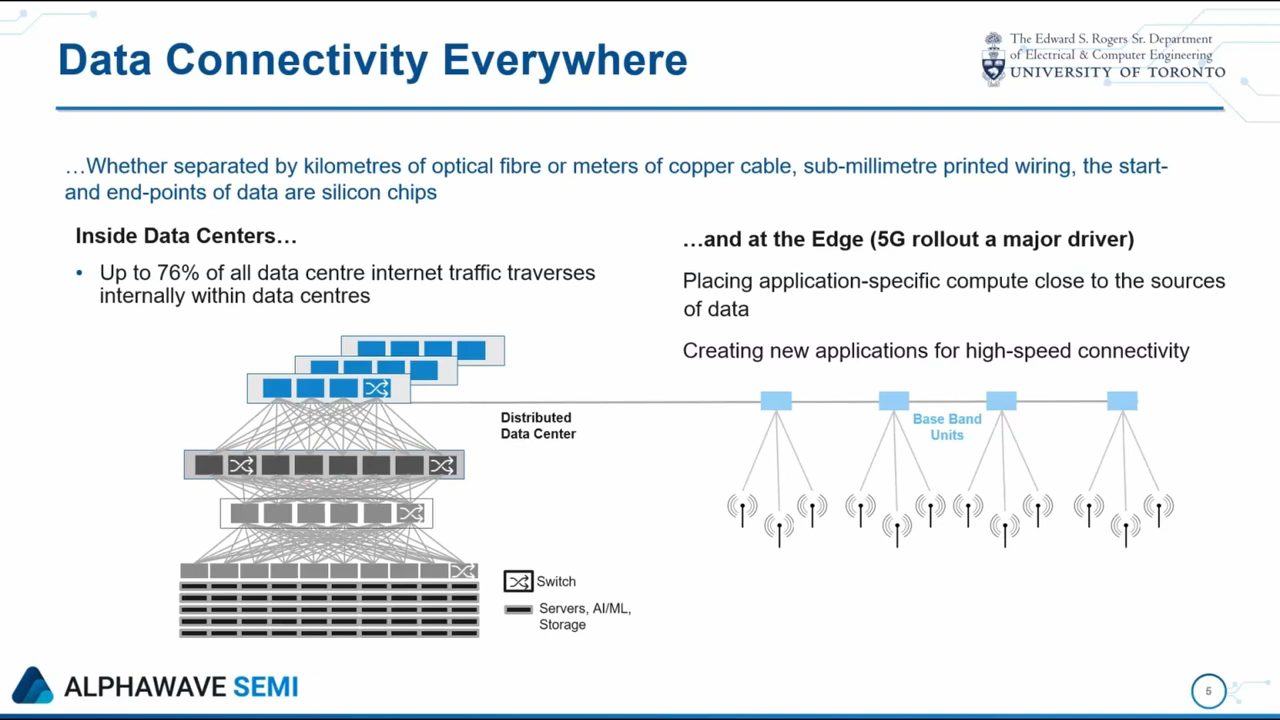 Data Connectivity Everywhere
The Edward S. Rogers Sr. Department
of Electrical & Computer Engineering
UNIVERSITY OF TORONTO
…Whether separated by kilometres of optical fibre or meters of copper cable, sub-millimetre printed wiring, the start-
and end-points of data are silicon chips
Inside Data Centers…
• Up to 76% of all data centre internet traffic traverses
internally within data centres
…and at the Edge (5G rollout a major driver)
Placing application-specific compute close to the sources
of data
Creating new applications for high-speed connectivity
Distributed
Data Center
Base Band
Units
Switch
Servers, AI/ML,
Storage
ALPHAWAVE SEMI
5